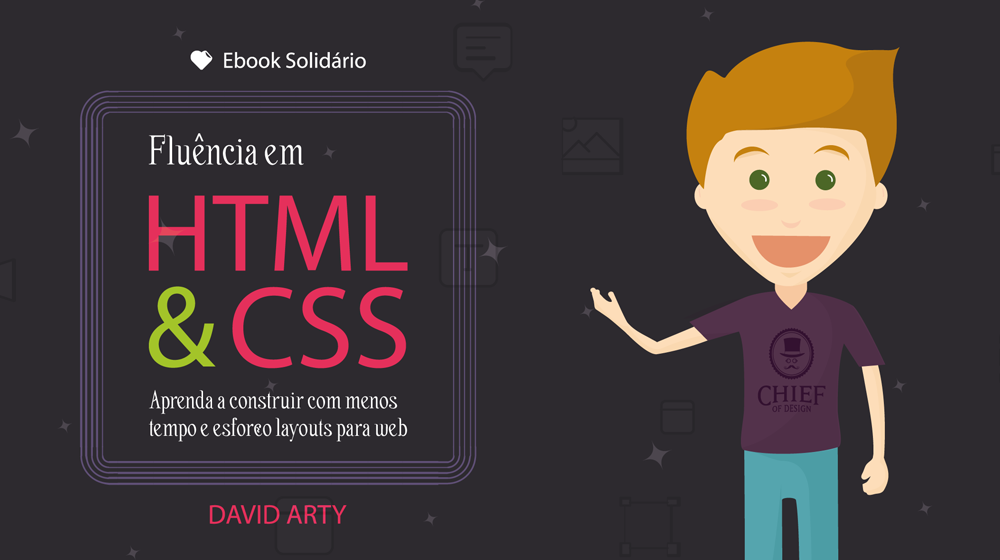 Ebook Solidário
Fluência em
HTML
& CSS
Aprenda a construir com menos
tempo e esforço layouts para web
DAVID ARTY
CHIEF
OF DESIGN